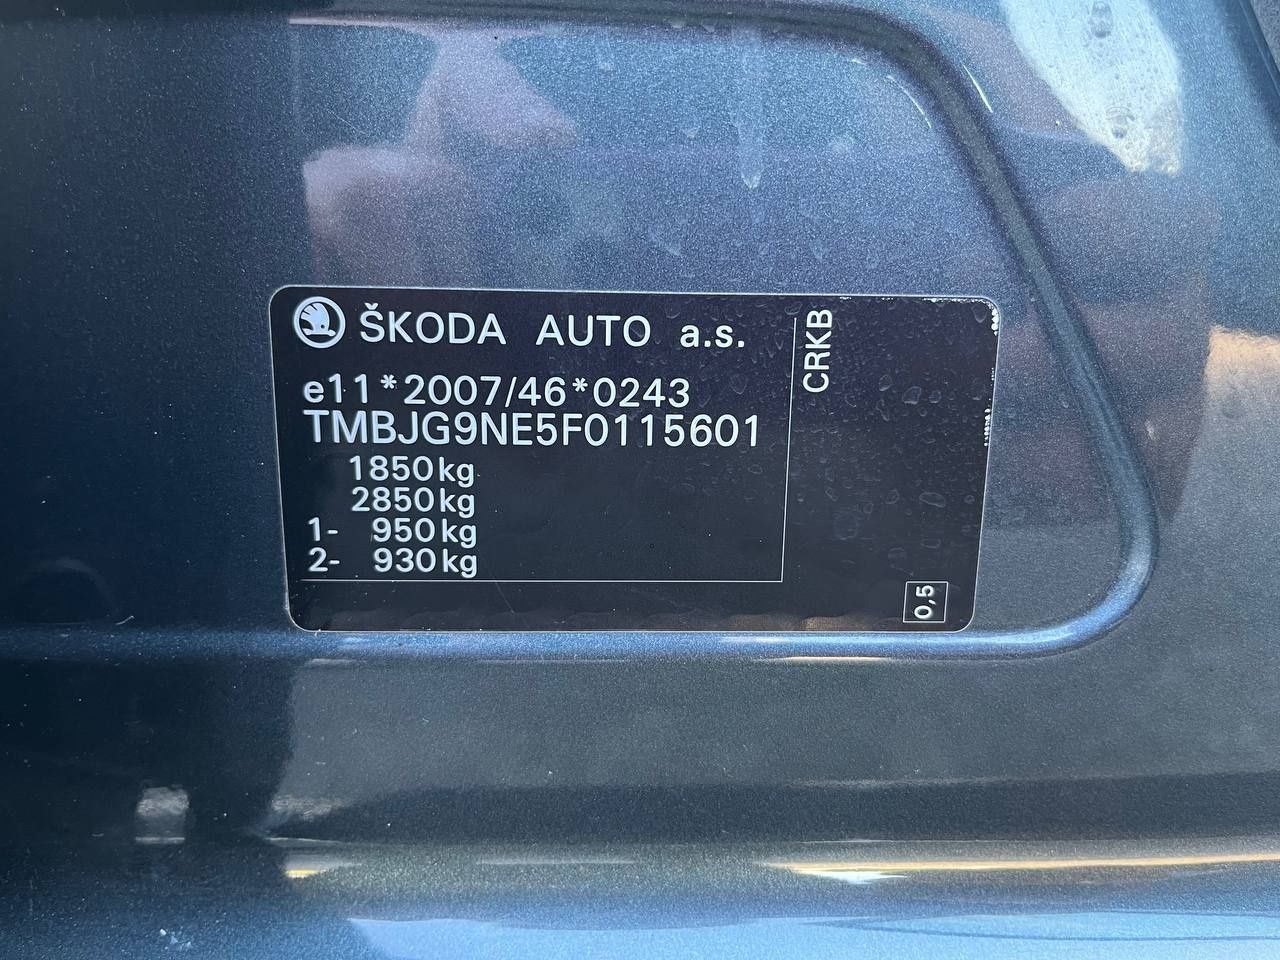 ŠKODA AUTO a.s.
e11*2007/46*0243
TMBJG9NE5F0115601
1850kg
2850kg
1- 950kg
2- 930kg
CRKB
0,5